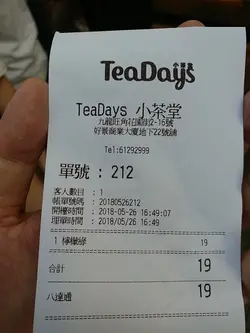 TeaDays
TeaDays 小茶堂
九龍旺角花園街2-16號
好景商業大廈地下22號舖
Tel:61292999
單號 : 212
客人數目 : 1
帳單號碼 : 20180526212
開檯時間 : 2018-05-26 16:49:07
埋單時間 : 2018/05/26 16:49
1 檸檬綠 19
合計 19
八達通 19